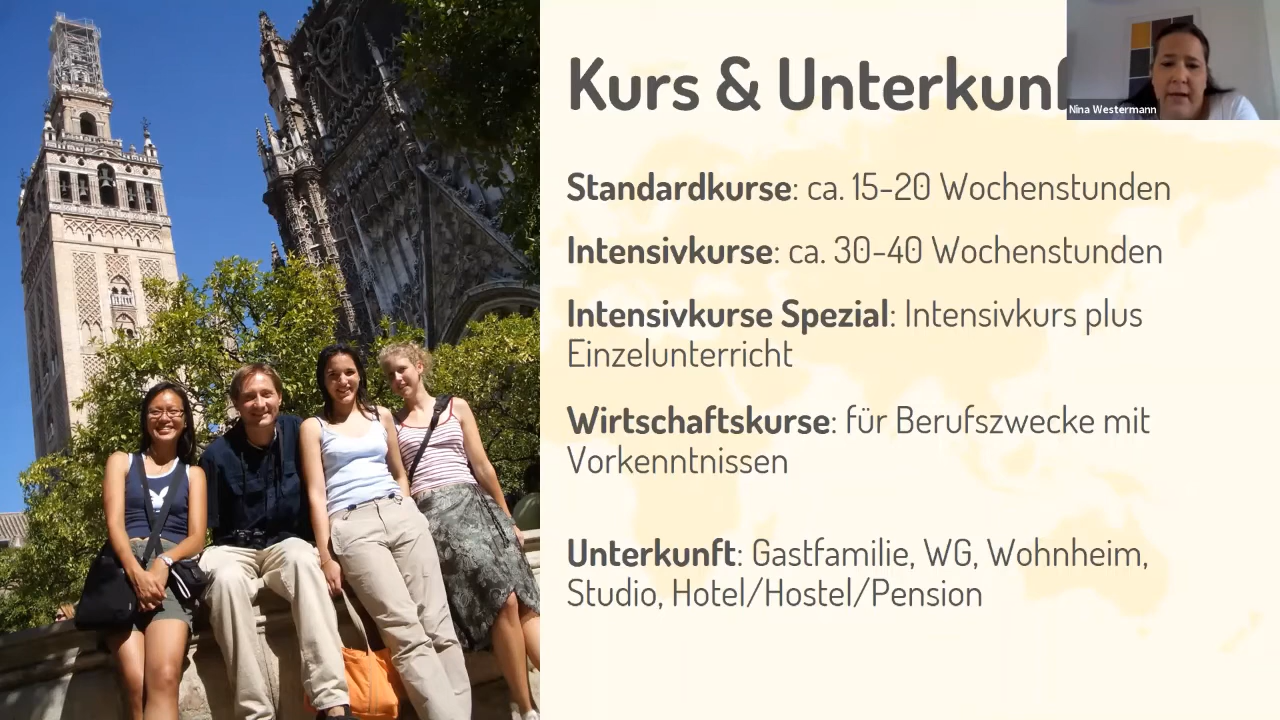 Kurs & Unterkunf
Nina Westermann
Standardkurse: ca. 15-20 Wochenstunden
Intensivkurse: ca. 30-40 Wochenstunden
Intensivkurse Spezial: Intensivkurs plus
Einzelunterricht
Wirtschaftskurse: für Berufszwecke mit
Vorkenntnissen
Unterkunft: Gastfamilie, WG, Wohnheim,
Studio, Hotel/Hostel/Pension